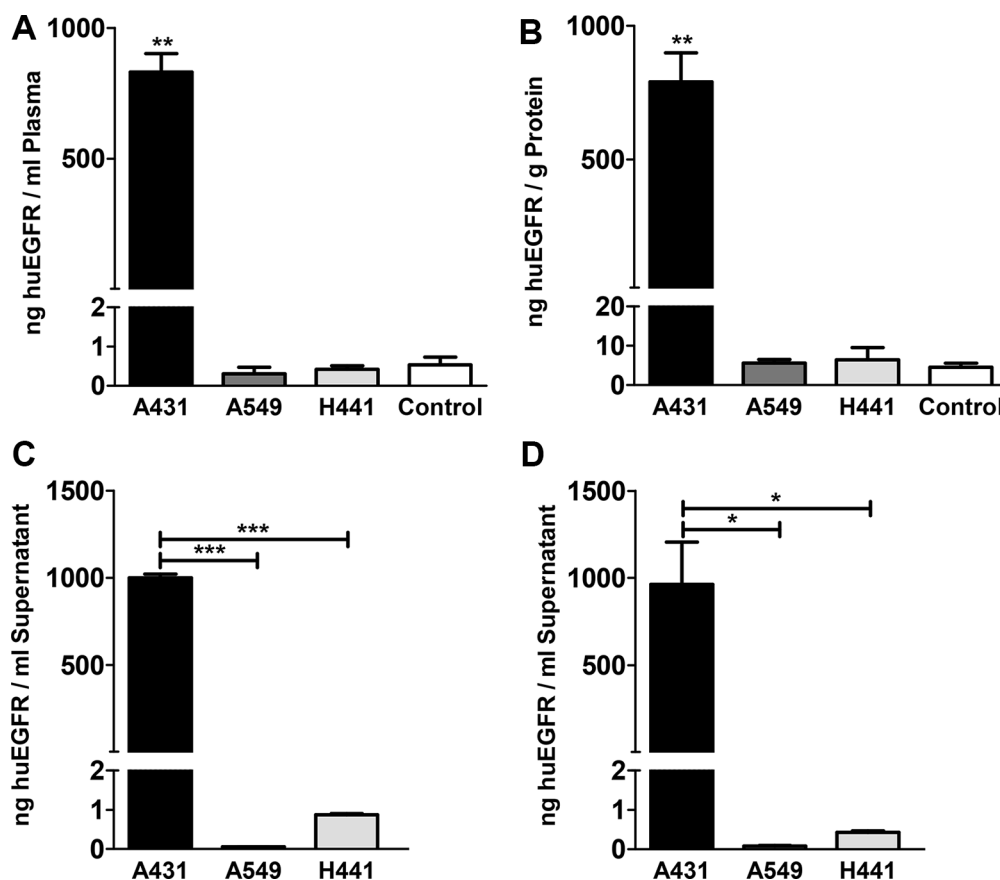 A
ng huEGFR / ml Plasma
1000
500
2
1
0
**
A431
A549
H441
Control
B
ng huEGFR / g Protein
1000
500
20
10
0
**
A431
A549
H441
Control
C
ng huEGFR / ml Supernatant
1500
1000
500
2
1
0
***
***
A431
A549
H441
D
ng huEGFR / ml Supernatant
1500
1000
500
2
1
0
*
*
A431
A549
H441